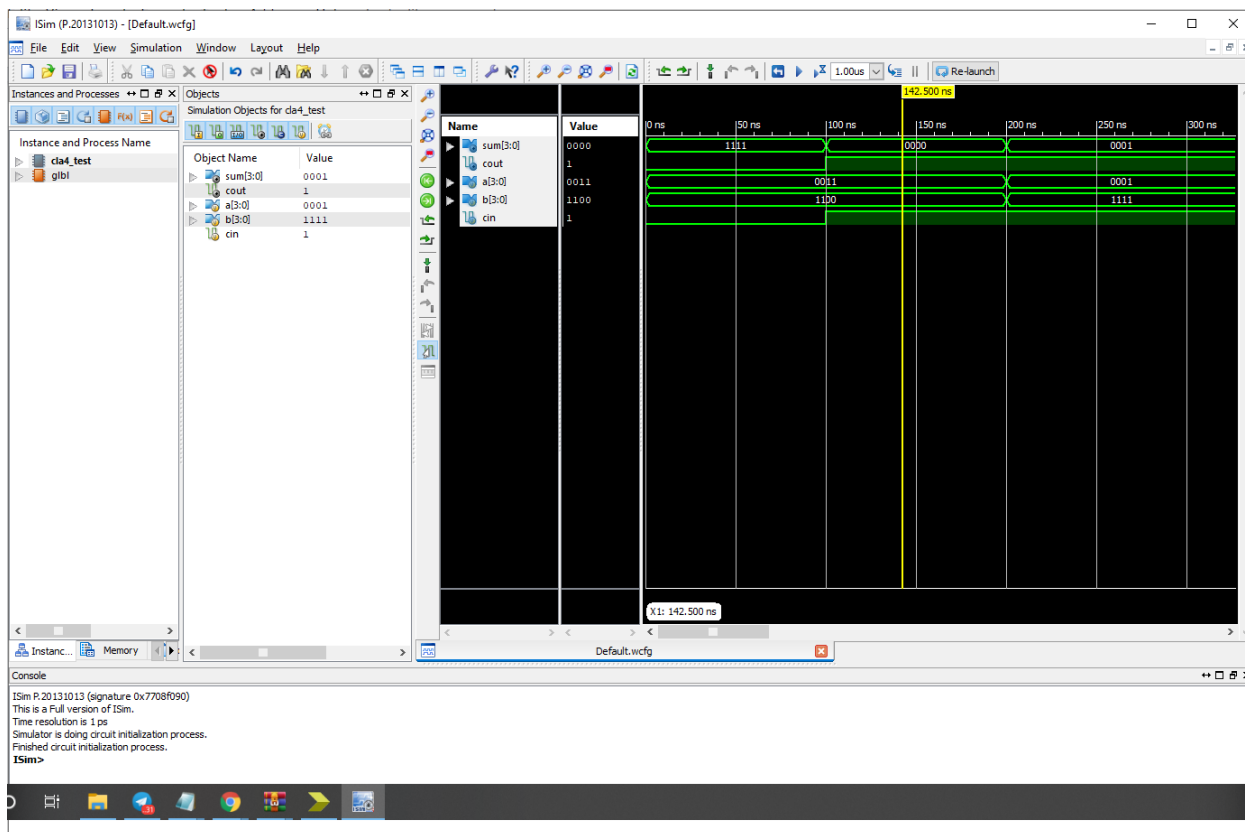 ISim (P.20131013) - [Default.wcfg]
File Edit View Simulation Window Layout Help
1.00us Re-launch
Instances and Processes
Instance and Process Name
cla4_test
glbl
Instanc... Memory
Objects
Simulation Objects for cla4_test
Object Name Value
sum[3:0] 0001
cout 1
a[3:0] 0001
b[3:0] 1111
cin 1
142.500 ns
Name Value 0 ns 50 ns 100 ns 150 ns 200 ns 250 ns 300 ns
sum[3:0] 0000 1111 0000 0001
cout 1
a[3:0] 0011 0011 0001
b[3:0] 1100 1100 1111
cin 1
X1: 142.500 ns
Default.wcfg
Console
ISim P.20131013 (signature 0x7708f090)
This is a Full version of ISim.
Time resolution is 1 ps
Simulator is doing circuit initialization process.
Finished circuit initialization process.
ISim>